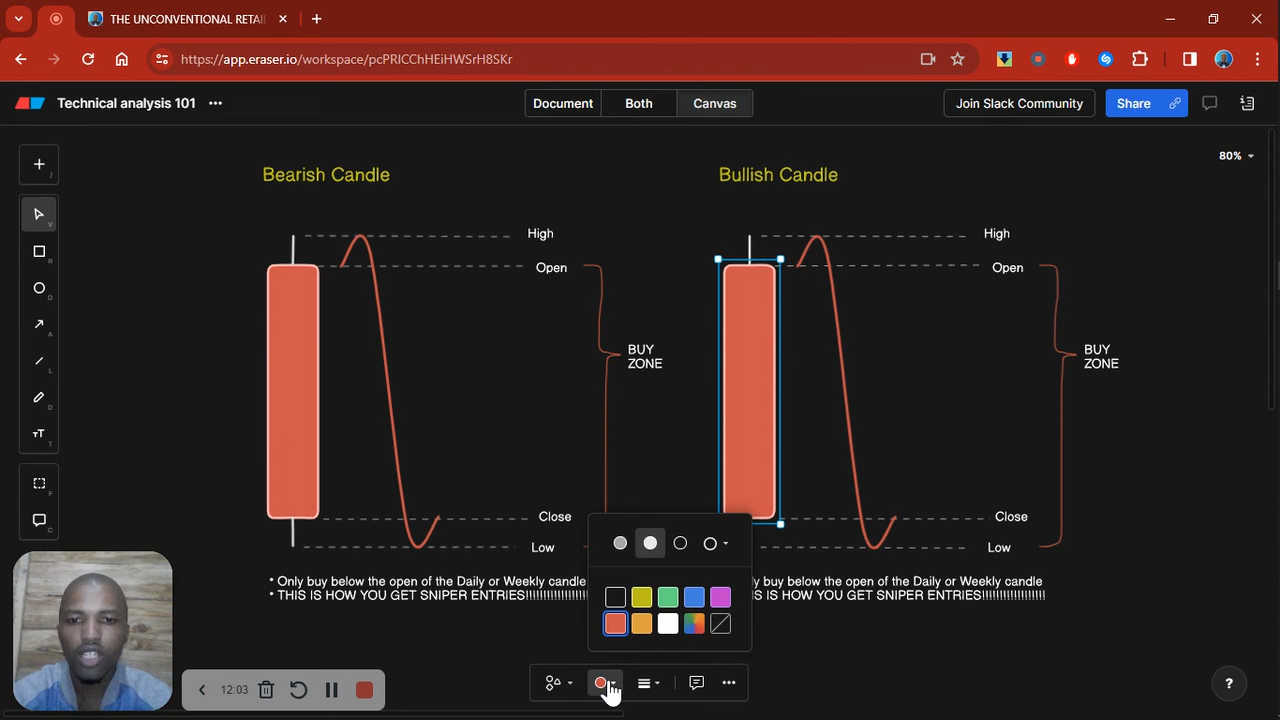 THE UNCONVENTIONAL RETAI
https://app.eraser.io/workspace/pcPRlCChHEiHWSrH8SKr
Technical analysis 101
Document
Both
Canvas
Join Slack Community
Share
80%
Bearish Candle
Bullish Candle
High
High
Open
Open
BUY
ZONE
BUY
ZONE
Close
Close
Low
Low
* Only buy below the open of the Daily or Weekly candle
y buy below the open of the Daily or Weekly candle
* THIS IS HOW YOU GET SNIPER ENTRIES!!!!!!!!!!!!!!!!
IS IS HOW YOU GET SNIPER ENTRIES!!!!!!!!!!!!!!!!!!
12:03
?